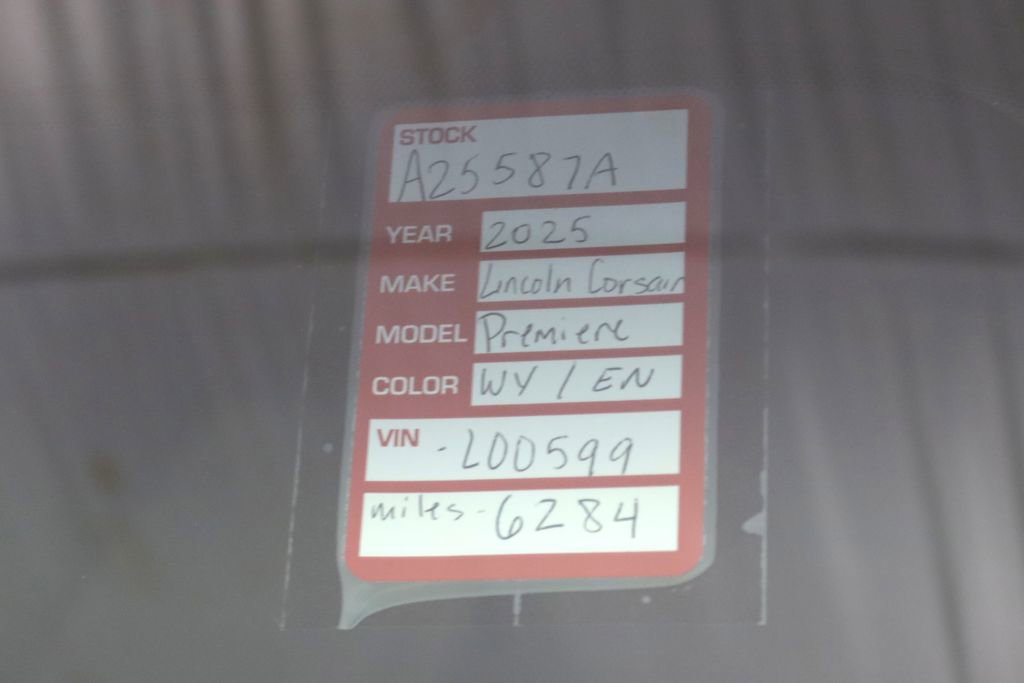 STOCK
A25587A
YEAR 2025
MAKE Lincoln Corsair
MODEL Premiere
COLOR WY / EN
VIN - L00599
miles - 6284